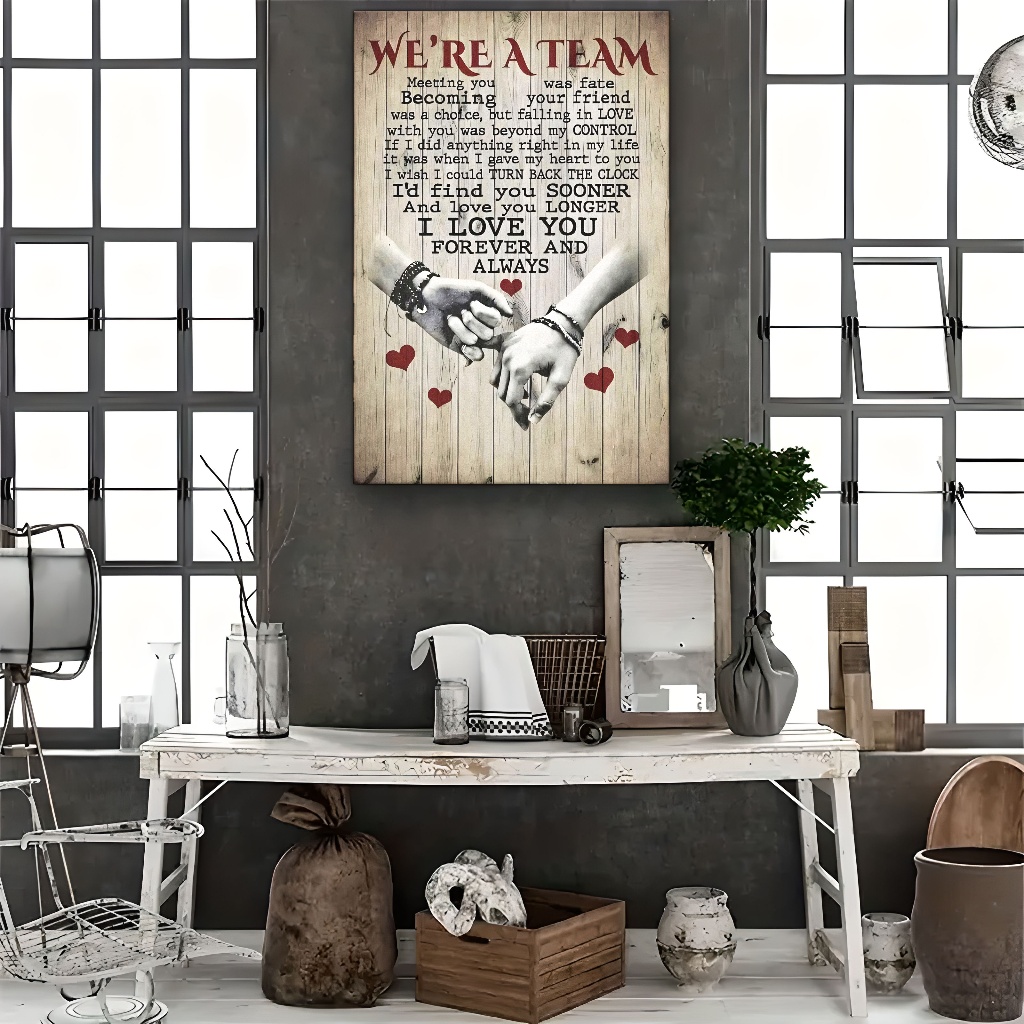 WE'RE A TEAM
Meeting you was fate
Becoming your friend
was a choice, but falling in LOVE
with you was beyond my CONTROL
If I did anything right in my life
it was when I gave my heart to you
I wish I could TURN BACK THE CLOCK
I'd find you SOONER
And love you LONGER
I LOVE YOU
FOREVER AND
ALWAYS